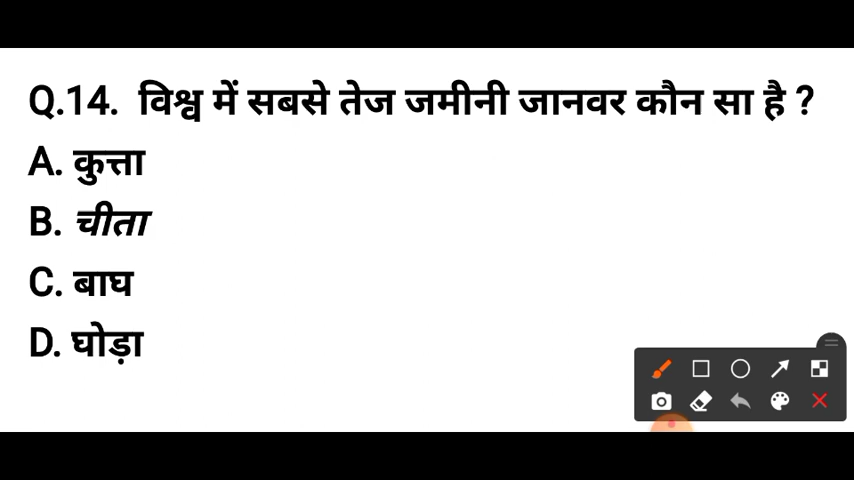 Q.14. विश्व में सबसे तेज जमीनी जानवर कौन सा है ?
A. कुत्ता
B. चीता
C. बाघ
D. घोड़ा